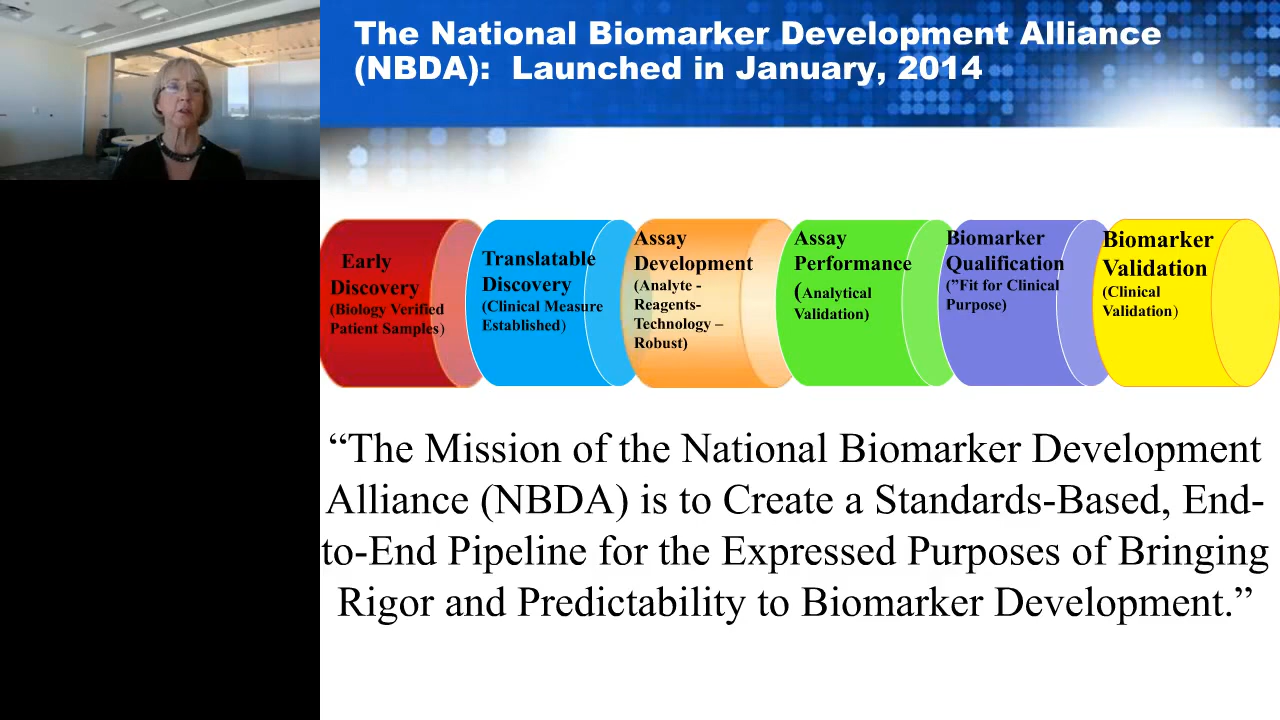 The National Biomarker Development Alliance
(NBDA):  Launched in January, 2014
Early
Discovery
(Biology Verified
Patient Samples)
Translatable
Discovery
(Clinical Measure
Established)
Assay
Development
(Analyte -
Reagents-
Technology –
Robust)
Assay
Performance
(Analytical
Validation)
Biomarker
Qualification
(”Fit for Clinical
Purpose)
Biomarker
Validation
(Clinical
Validation)
“The Mission of the National Biomarker Development
Alliance (NBDA) is to Create a Standards-Based, End-
to-End Pipeline for the Expressed Purposes of Bringing
Rigor and Predictability to Biomarker Development.”